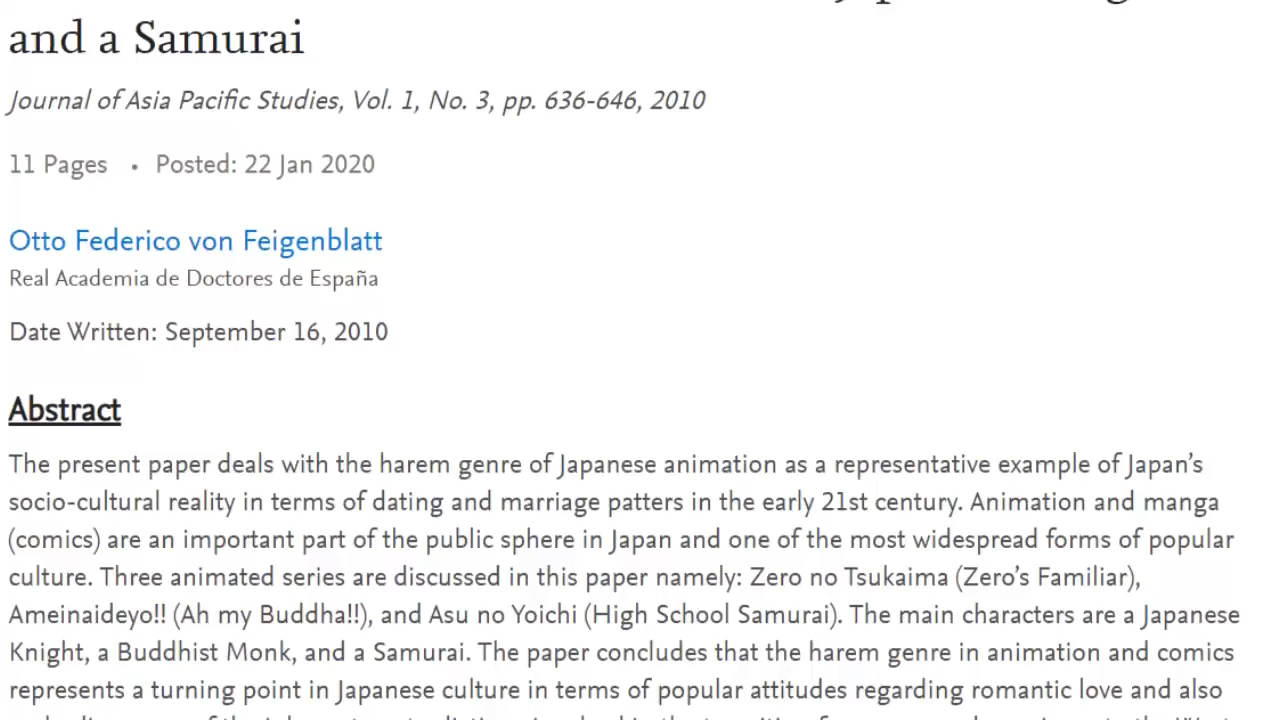 and a Samurai
Journal of Asia Pacific Studies, Vol. 1, No. 3, pp. 636-646, 2010
11 Pages • Posted: 22 Jan 2020
Otto Federico von Feigenblatt
Real Academia de Doctores de España
Date Written: September 16, 2010
Abstract
The present paper deals with the harem genre of Japanese animation as a representative example of Japan’s
socio-cultural reality in terms of dating and marriage patters in the early 21st century. Animation and manga
(comics) are an important part of the public sphere in Japan and one of the most widespread forms of popular
culture. Three animated series are discussed in this paper namely: Zero no Tsukaima (Zero’s Familiar),
Ameinaideyo!! (Ah my Buddha!!), and Asu no Yoichi (High School Samurai). The main characters are a Japanese
Knight, a Buddhist Monk, and a Samurai. The paper concludes that the harem genre in animation and comics
represents a turning point in Japanese culture in terms of popular attitudes regarding romantic love and also